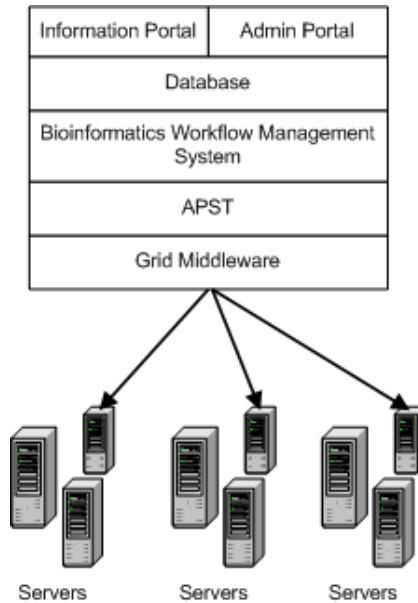 Information Portal
Admin Portal
Database
Bioinformatics Workflow Management
System
APST
Grid Middleware
Servers
Servers
Servers